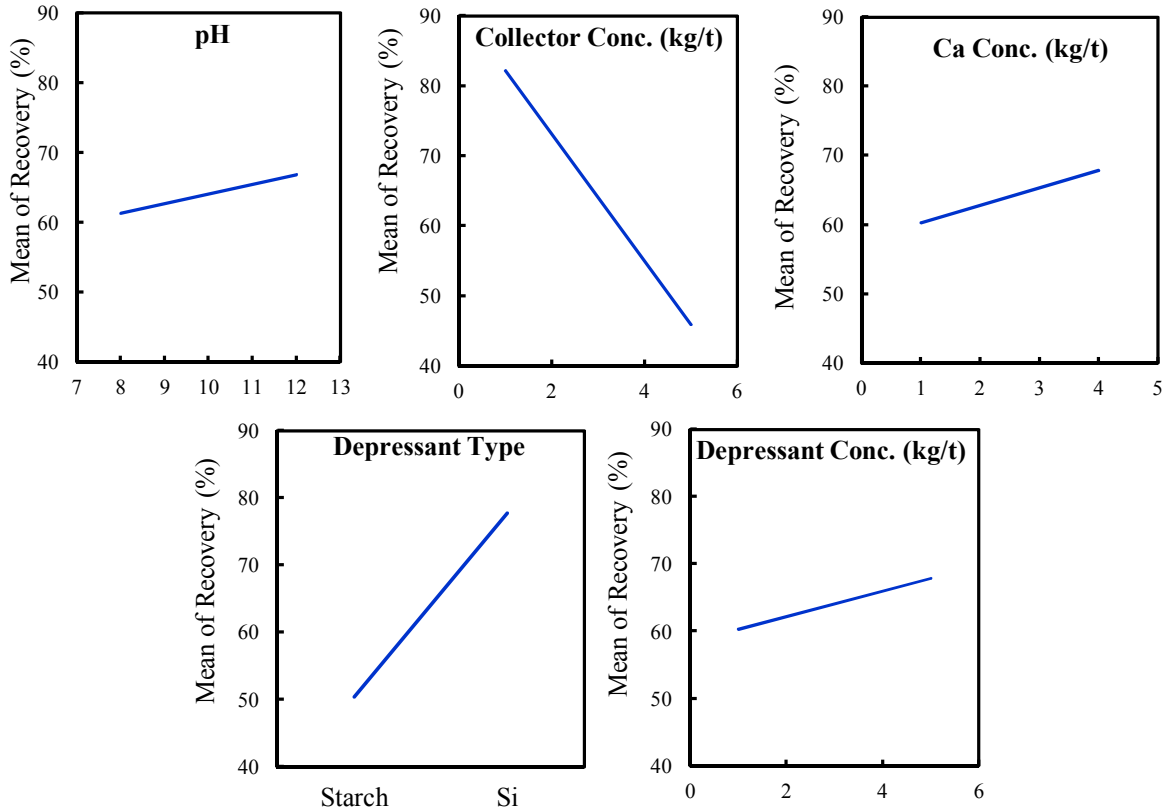 pH
Mean of Recovery (%)
90
80
70
60
50
40
7 8 9 10 11 12 13
Collector Conc. (kg/t)
Mean of Recovery (%)
90
80
70
60
50
40
0 2 4 6
Ca Conc. (kg/t)
Mean of Recovery (%)
90
80
70
60
50
40
0 1 2 3 4 5
Depressant Type
Mean of Recovery (%)
90
80
70
60
50
40
Starch Si
Depressant Conc. (kg/t)
Mean of Recovery (%)
90
80
70
60
50
40
0 2 4 6